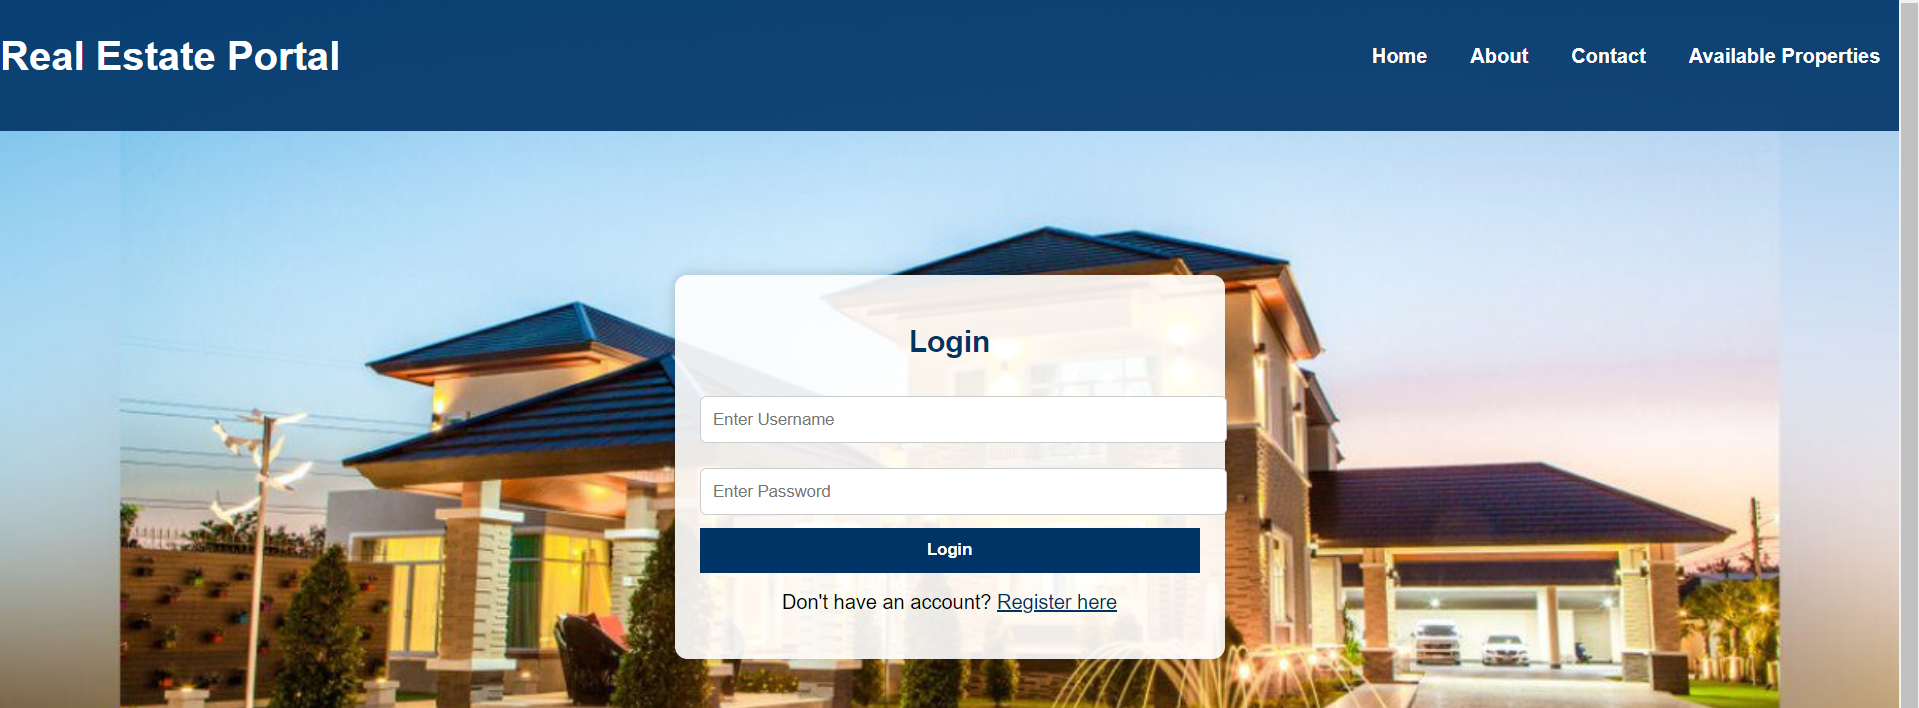 Real Estate Portal
Home About Contact Available Properties
Login
Enter Username
Enter Password
Login
Don't have an account? Register here